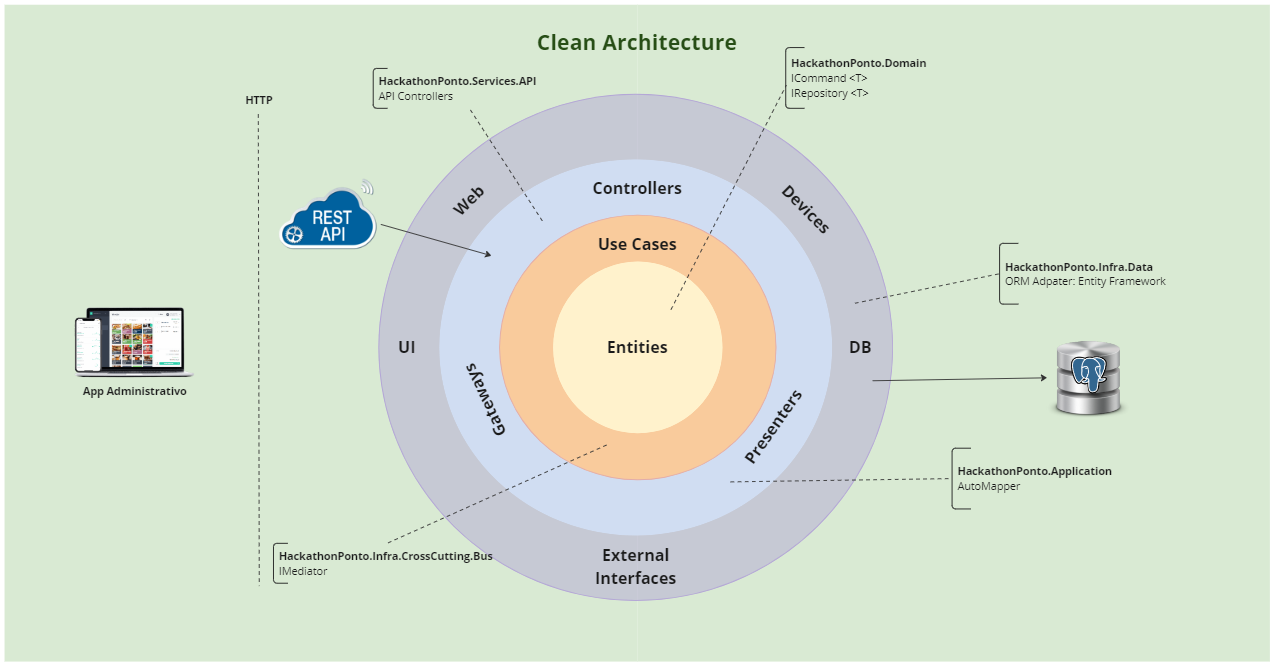 Clean Architecture
HackathonPonto.Domain
ICommand <T>
IRepository <T>
HackathonPonto.Services.API
API Controllers
HTTP
REST
API
Web
Controllers
Devices
Use Cases
HackathonPonto.Infra.Data
ORM Adpater: Entity Framework
UI
Entities
DB
App Administrativo
Gateways
Presenters
HackathonPonto.Application
AutoMapper
HackathonPonto.Infra.CrossCutting.Bus
IMediator
External
Interfaces